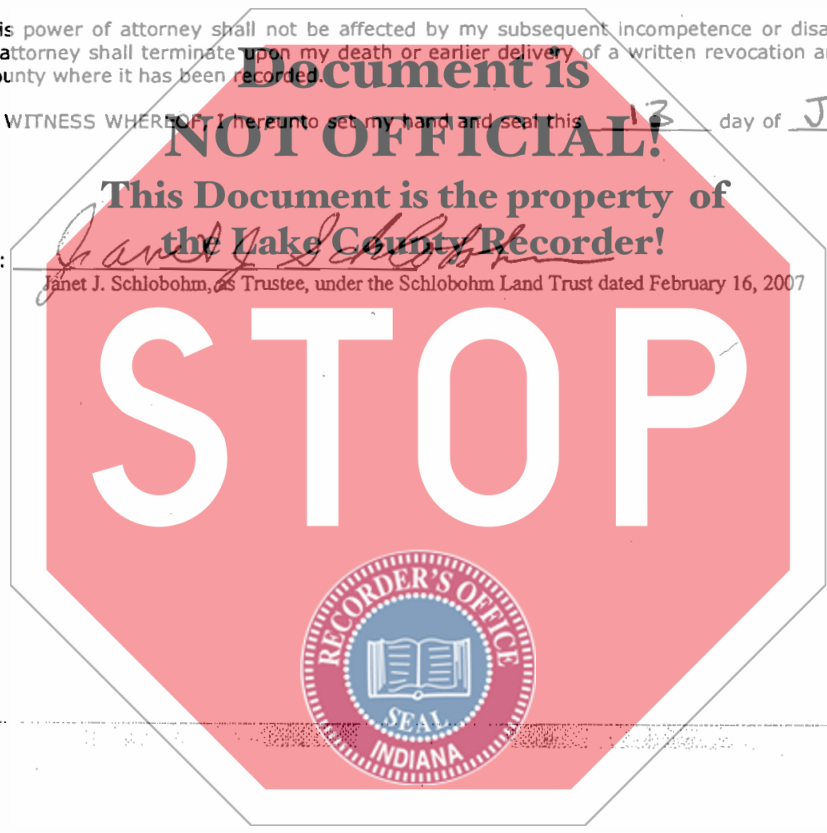 is power of attorney shall not be affected by my subsequent incompetence or disa
attorney shall terminate upon my death or earlier delivery of a written revocation a
ounty where it has been recorded.
Document is
WITNESS WHEREOF, I hereunto set my hand and seal this 13 day of J
NOT OFFICIAL!
This Document is the property of
the Lake County Recorder!
: Janet J Schlobohm
Janet J. Schlobohm, as Trustee, under the Schlobohm Land Trust dated February 16, 2007
STOP
RECORDER'S OFFICE
SEAL
INDIANA